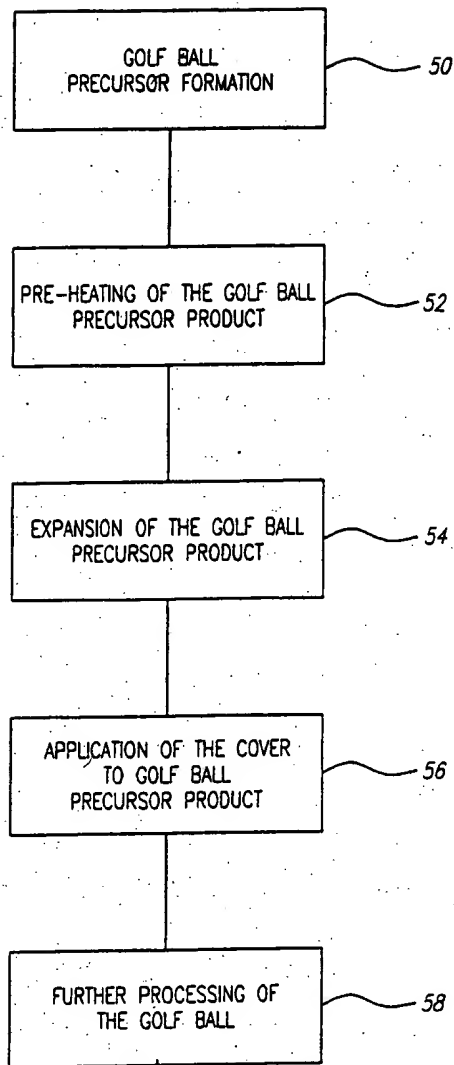 GOLF BALL
PRECURSOR FORMATION
50
PRE-HEATING OF THE GOLF BALL
PRECURSOR PRODUCT
52
EXPANSION OF THE GOLF BALL
PRECURSOR PRODUCT
54
APPLICATION OF THE COVER
TO GOLF BALL
PRECURSOR PRODUCT
56
FURTHER PROCESSING OF
THE GOLF BALL
58